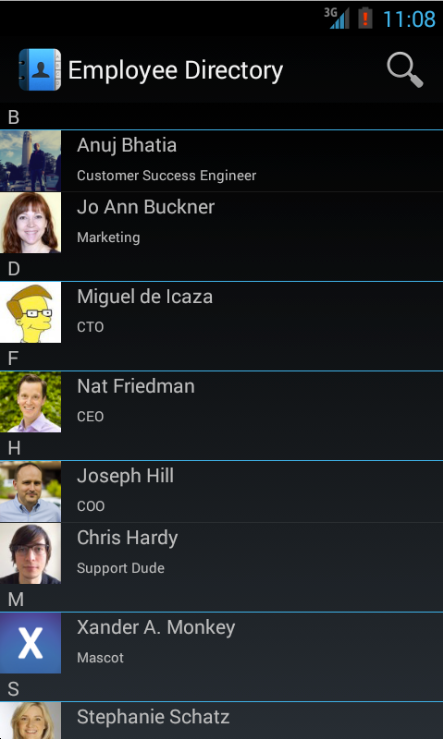 3G 11:08
Employee Directory
B
Anuj Bhatia
Customer Success Engineer
Jo Ann Buckner
Marketing
D
Miguel de Icaza
CTO
F
Nat Friedman
CEO
H
Joseph Hill
COO
Chris Hardy
Support Dude
M
Xander A. Monkey
Mascot
S
Stephanie Schatz